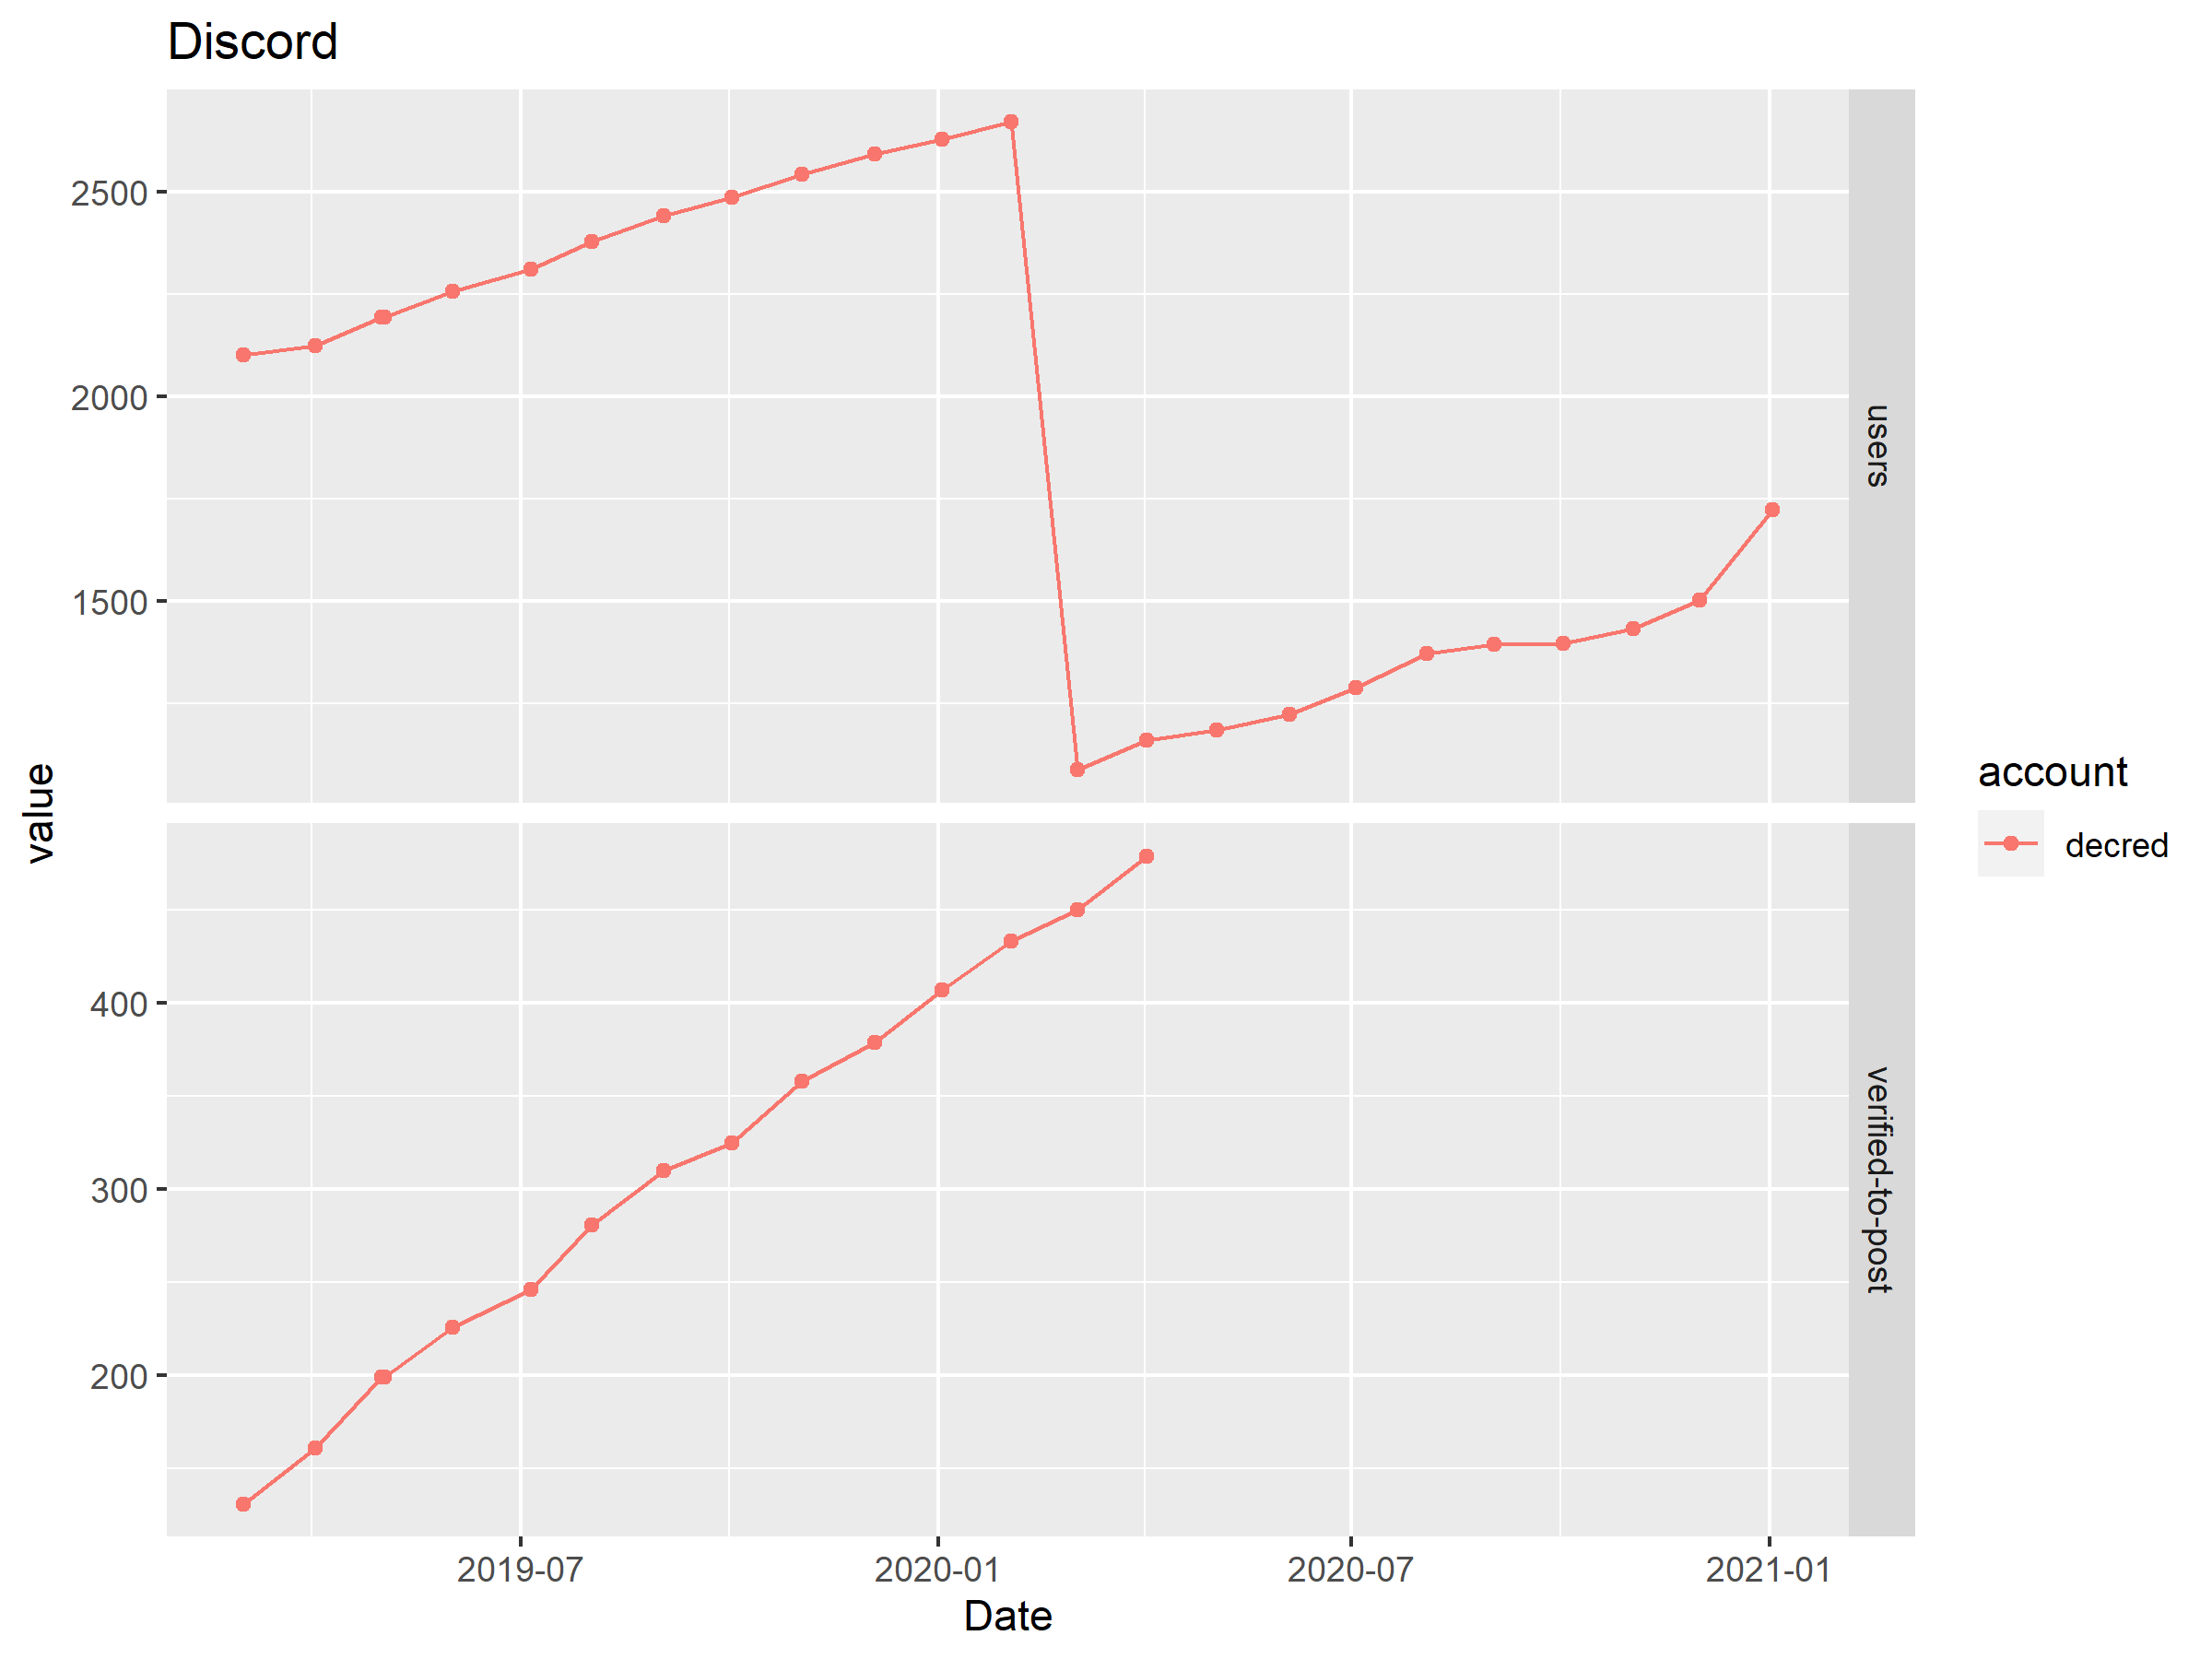 Discord
2500
2000
1500
users
value
400
300
200
verified-to-post
2019-07
2020-01
2020-07
2021-01
Date
account
decred